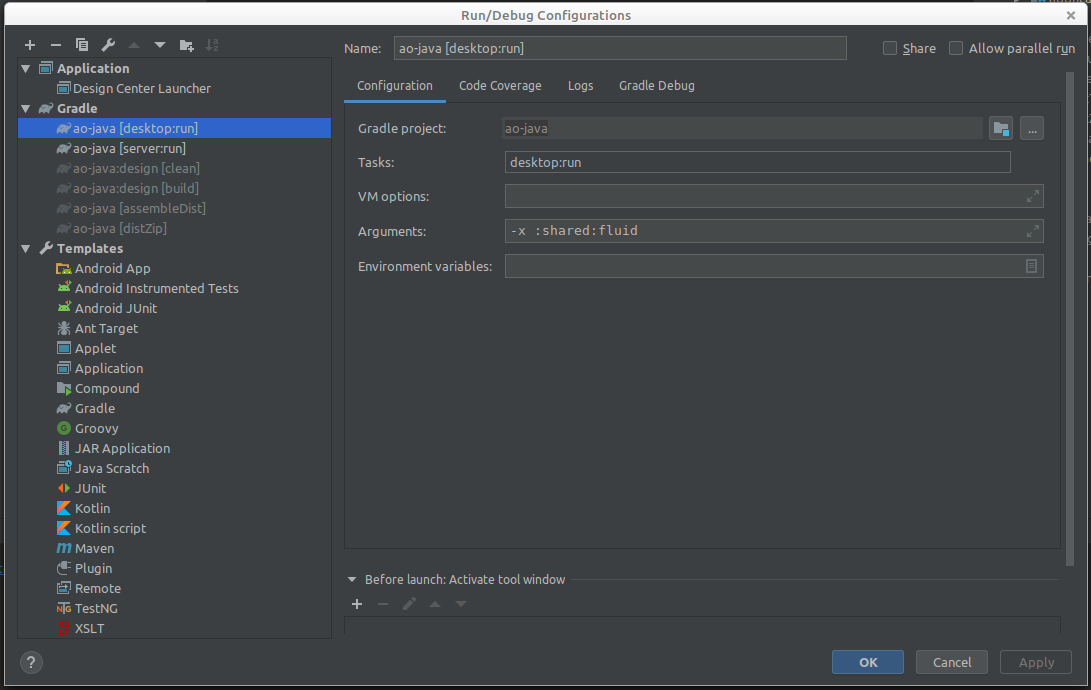 Run/Debug Configurations
Name: ao-java [desktop:run] Share Allow parallel run
Application
Design Center Launcher
Gradle
ao-java [desktop:run]
ao-java [server:run]
ao-java:design [clean]
ao-java:design [build]
ao-java [assembleDist]
ao-java [distZip]
Templates
Android App
Android Instrumented Tests
Android JUnit
Ant Target
Applet
Application
Compound
Gradle
Groovy
JAR Application
Java Scratch
JUnit
Kotlin
Kotlin script
Maven
Plugin
Remote
TestNG
XSLT
Configuration Code Coverage Logs Gradle Debug
Gradle project: ao-java ...
Tasks: desktop:run
VM options:
Arguments: -x :shared:fluid
Environment variables:
Before launch: Activate tool window
? OK Cancel Apply